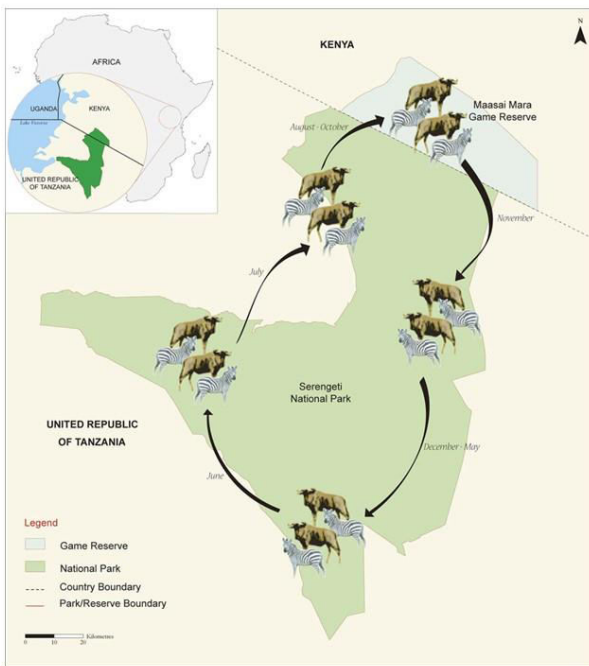 AFRICA
UGANDA
KENYA
Lake Victoria
UNITED REPUBLIC
OF TANZANIA
KENYA
N
Maasai Mara
Game Reserve
August - October
November
July
Serengeti
National Park
UNITED REPUBLIC
OF TANZANIA
December - May
June
Legend
Game Reserve
National Park
Country Boundary
Park/Reserve Boundary
0 10 20 Kilometres